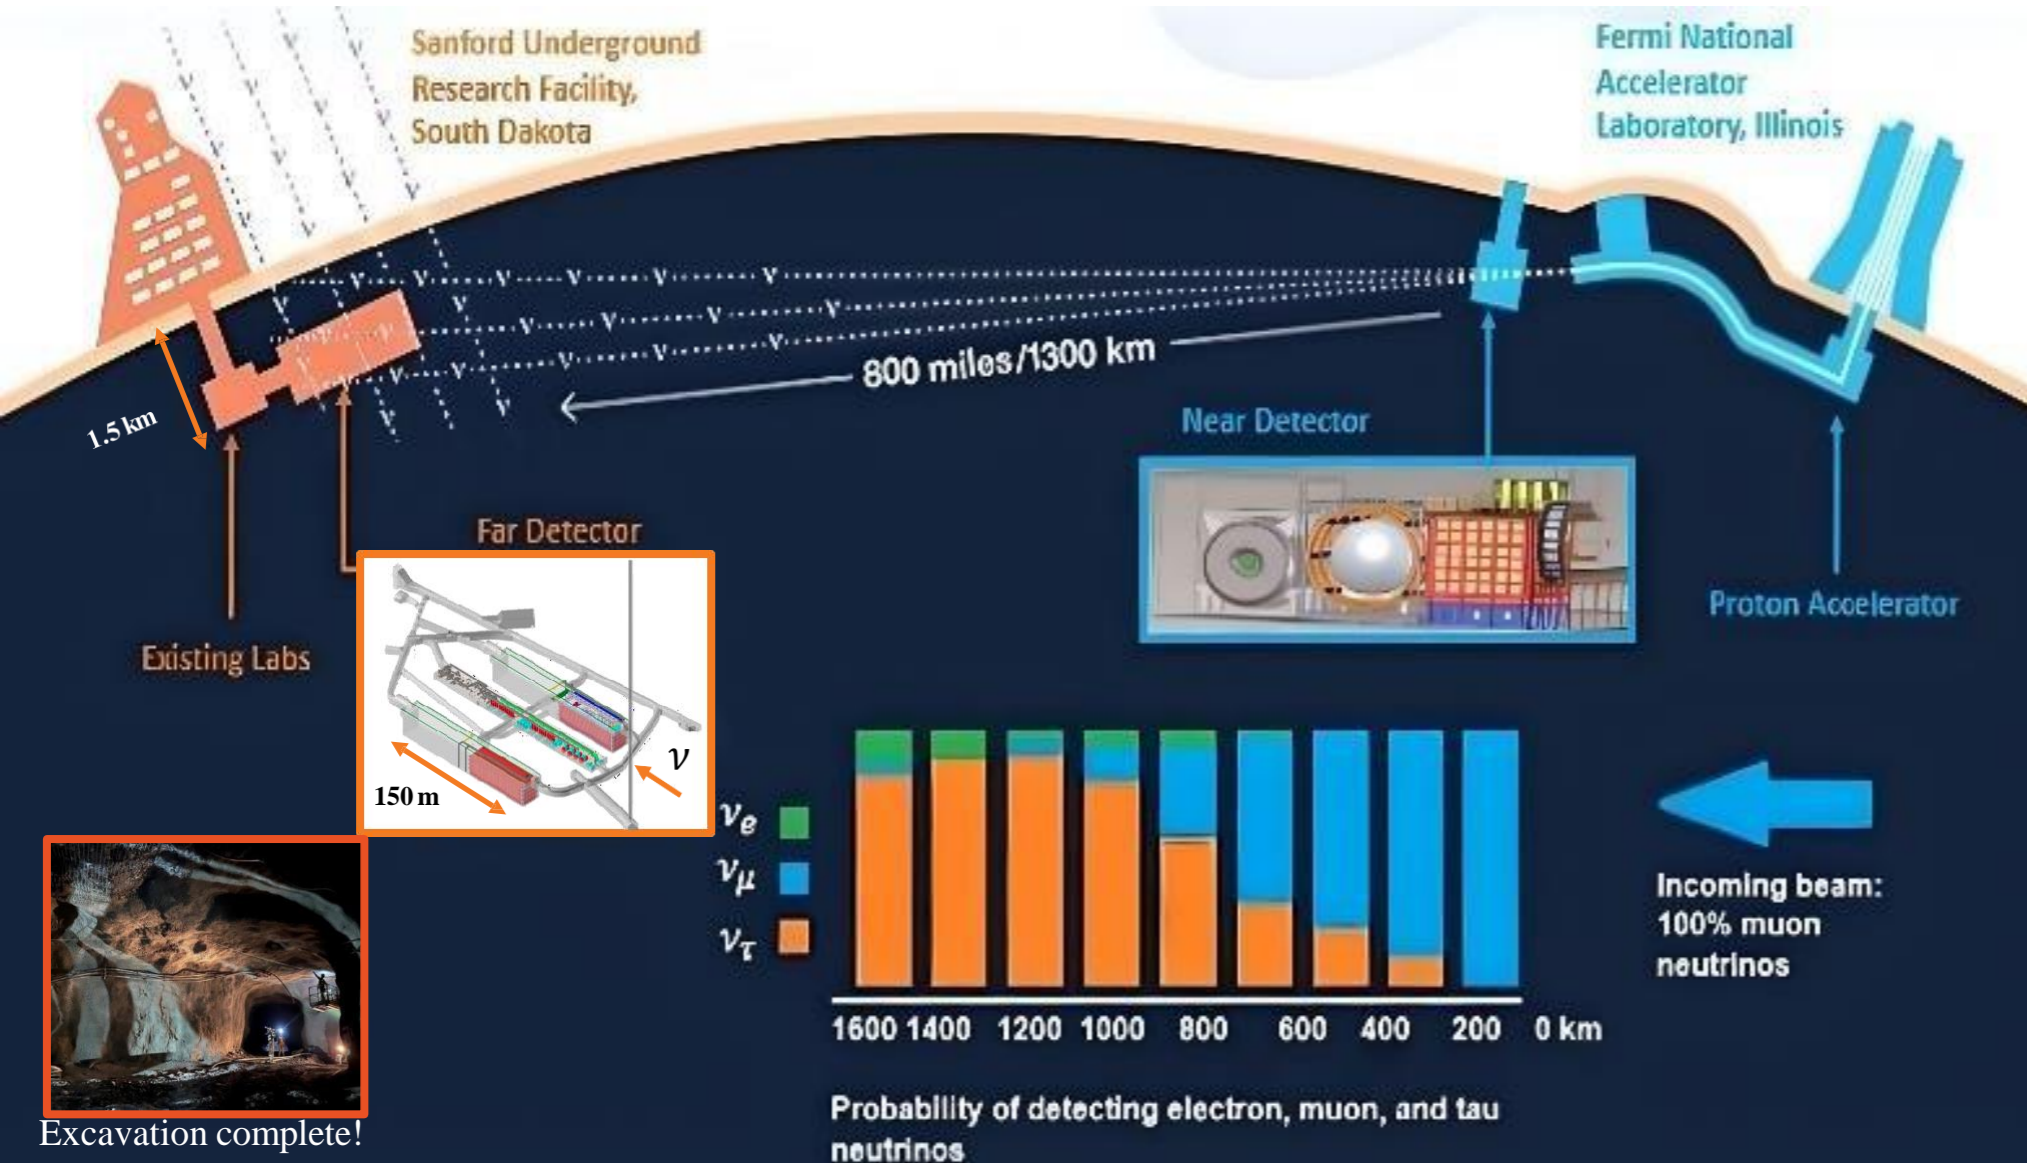 Sanford Underground
Research Facility,
South Dakota
Fermi National
Accelerator
Laboratory, Illinois
800 miles/1300 km
1.5 km
Near Detector
Far Detector
Existing Labs
Proton Accelerator
ν
150 m
νe
νμ
ντ
Incoming beam:
100% muon
neutrinos
1600 1400 1200 1000 800 600 400 200 0 km
Probability of detecting electron, muon, and tau
neutrinos
Excavation complete!